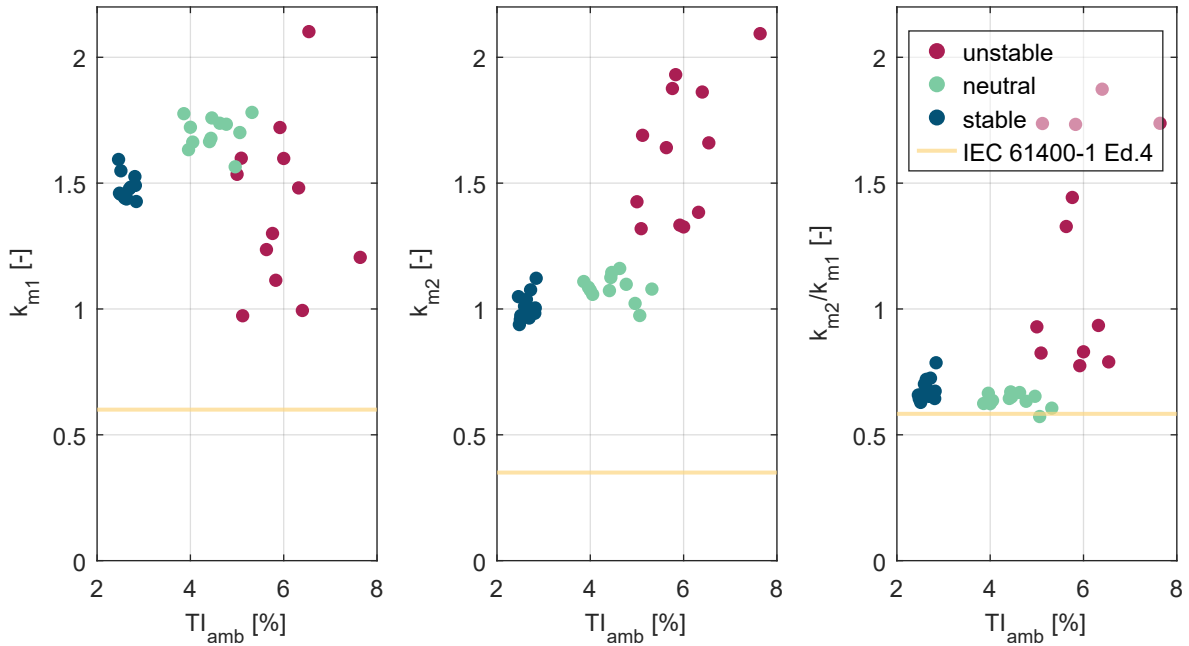 2
1.5
1
0.5
0
k_m1 [-]
2 4 6 8
TI_amb [%]
2
1.5
1
0.5
0
k_m2 [-]
2 4 6 8
TI_amb [%]
2
1.5
1
0.5
0
k_m2/k_m1 [-]
2 4 6 8
TI_amb [%]
unstable
neutral
stable
IEC 61400-1 Ed.4